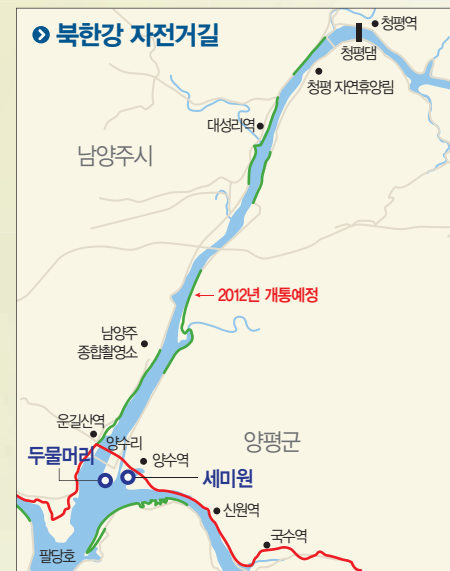 북한강 자전거길
청평역
청평댐
청평 자연휴양림
대성리역
남양주시
2012년 개통예정
남양주
종합촬영소
운길산역
양수리
양평군
두물머리
양수역
세미원
신원역
국수역
팔당호